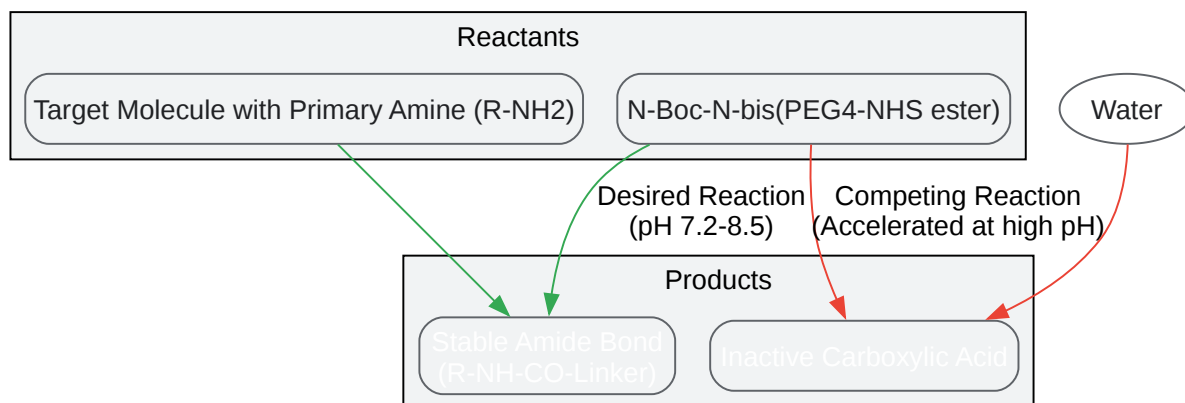 Reactants
Target Molecule with Primary Amine (R-NH2)
N-Boc-N-bis(PEG4-NHS ester)
Water
Desired Reaction
(pH 7.2-8.5)
Competing Reaction
(Accelerated at high pH)
Products
Stable Amide Bond
(R-NH-CO-Linker)
Inactive Carboxylic Acid